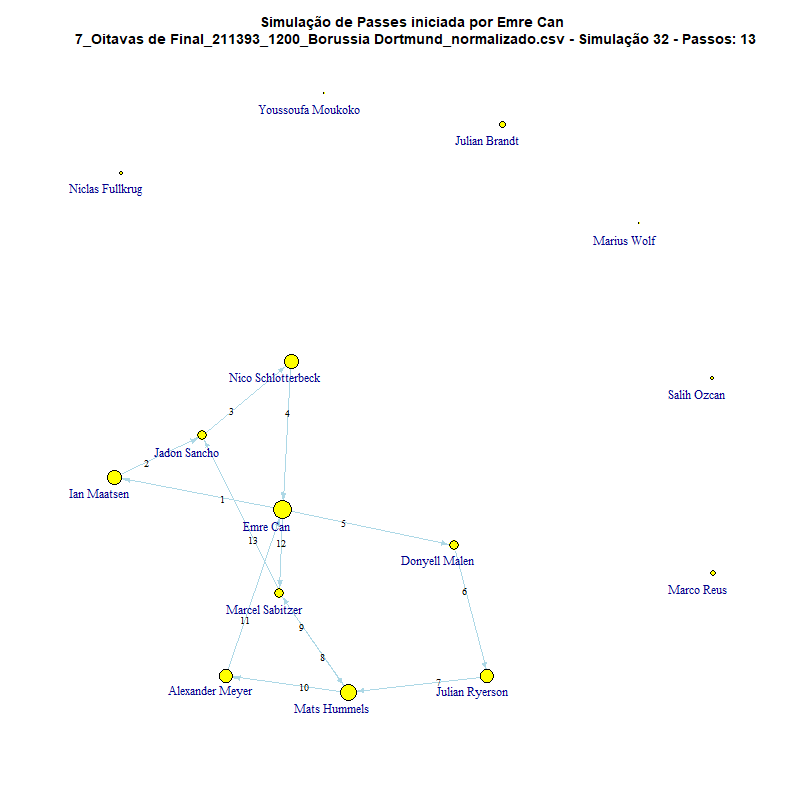 Simulação de Passes iniciada por Emre Can
7_Oitavas de Final_211393_1200_Borussia Dortmund_normalizado.csv - Simulação 32 - Passos: 13
Youssoufa Moukoko
Julian Brandt
Niclas Fullkrug
Marius Wolf
Nico Schlotterbeck
Salih Ozcan
3
4
Jadon Sancho
2
Ian Maatsen
1
Emre Can
5
13
12
Donyell Malen
Marco Reus
6
Marcel Sabitzer
11
9
8
7
10
Alexander Meyer
Julian Ryerson
Mats Hummels